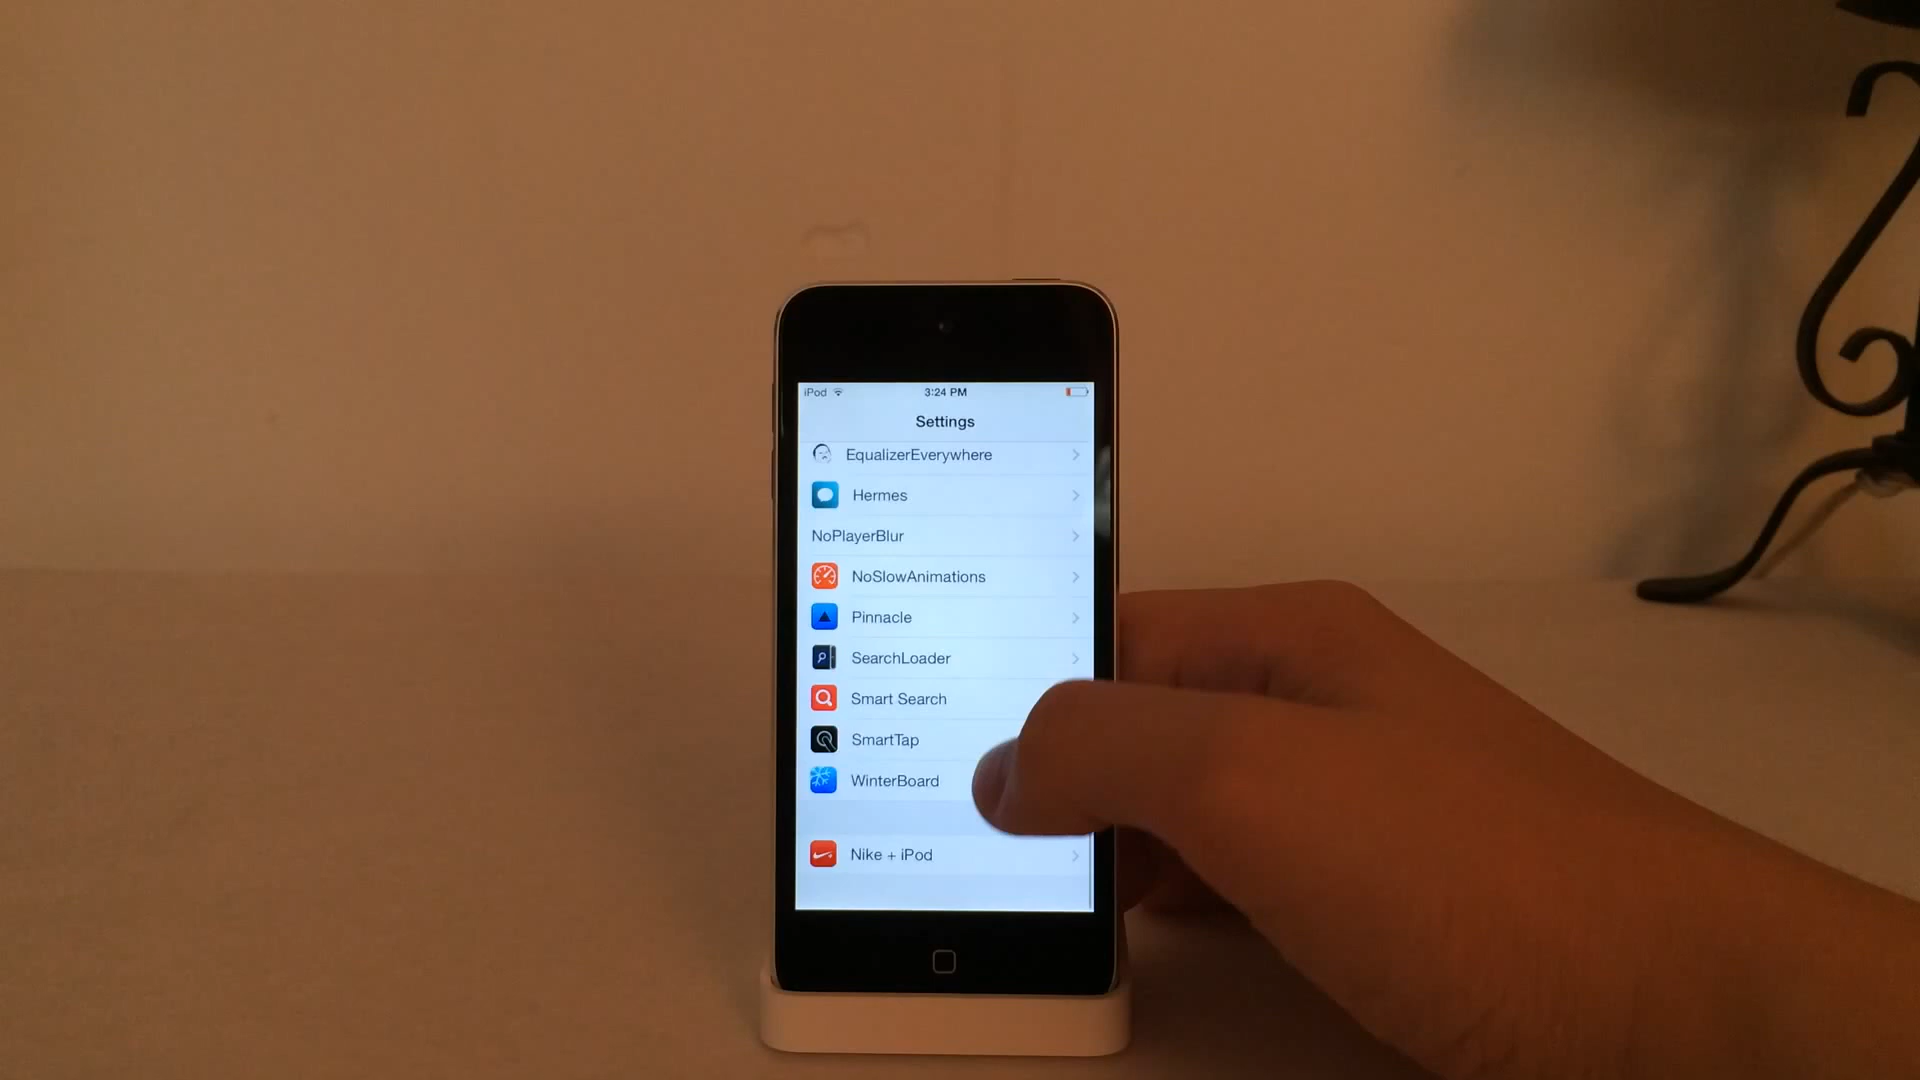 iPod 3:24 PM
Settings
EqualizerEverywhere
Hermes
NoPlayerBlur
NoSlowAnimations
Pinnacle
SearchLoader
Smart Search
SmartTap
WinterBoard
Nike + iPod